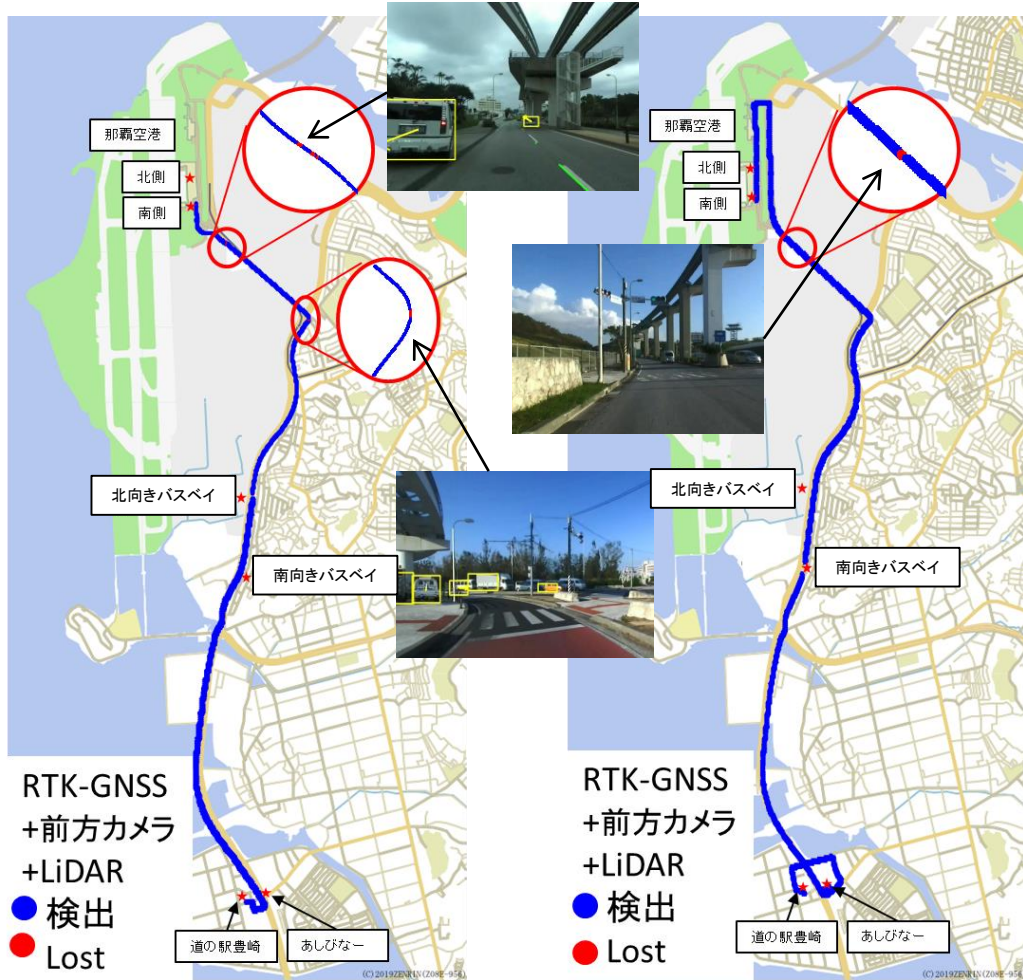 那覇空港
北側
南側
北向きバスベイ
南向きバスベイ
RTK-GNSS
+前方カメラ
+LiDAR
検出
Lost
道の駅豊崎
あしびなー
(C) 2019ZENRIN(Z08E-956)
那覇空港
北側
南側
北向きバスベイ
南向きバスベイ
RTK-GNSS
+前方カメラ
+LiDAR
検出
Lost
道の駅豊崎
あしびなー
(C) 2019ZENRIN(Z08E-956)